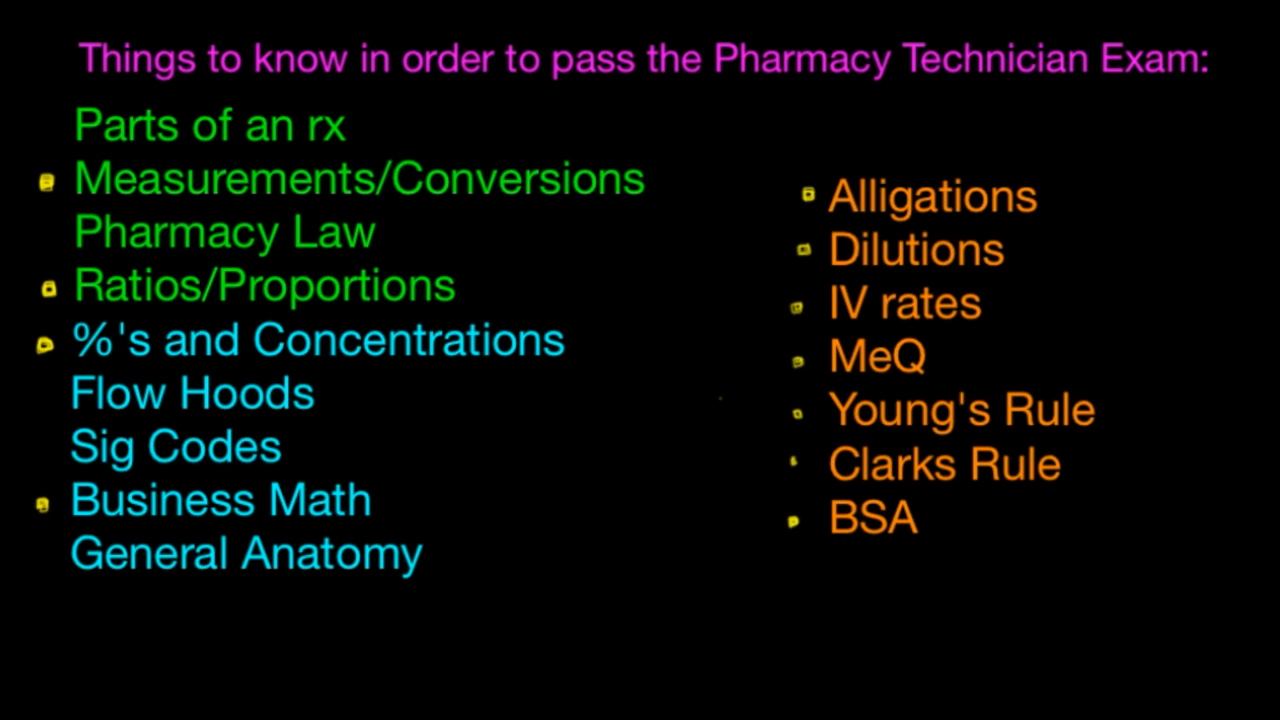 Things to know in order to pass the Pharmacy Technician Exam:
Parts of an rx
Measurements/Conversions
Pharmacy Law
Ratios/Proportions
%'s and Concentrations
Flow Hoods
Sig Codes
Business Math
General Anatomy
Alligations
Dilutions
IV rates
MeQ
Young's Rule
Clarks Rule
BSA